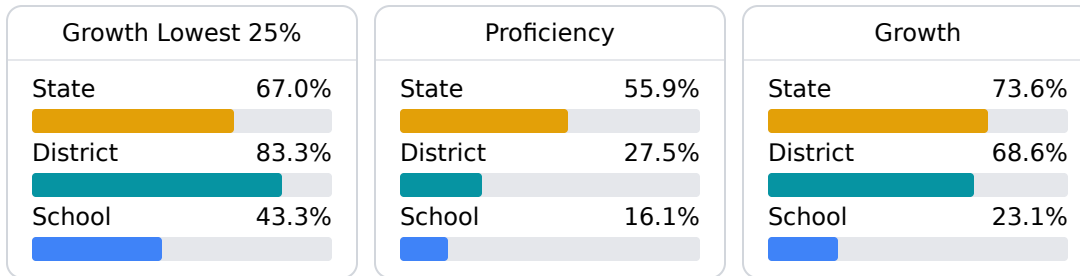 Growth Lowest 25%
State 67.0%
District 83.3%
School 43.3%
Proficiency
State 55.9%
District 27.5%
School 16.1%
Growth
State 73.6%
District 68.6%
School 23.1%